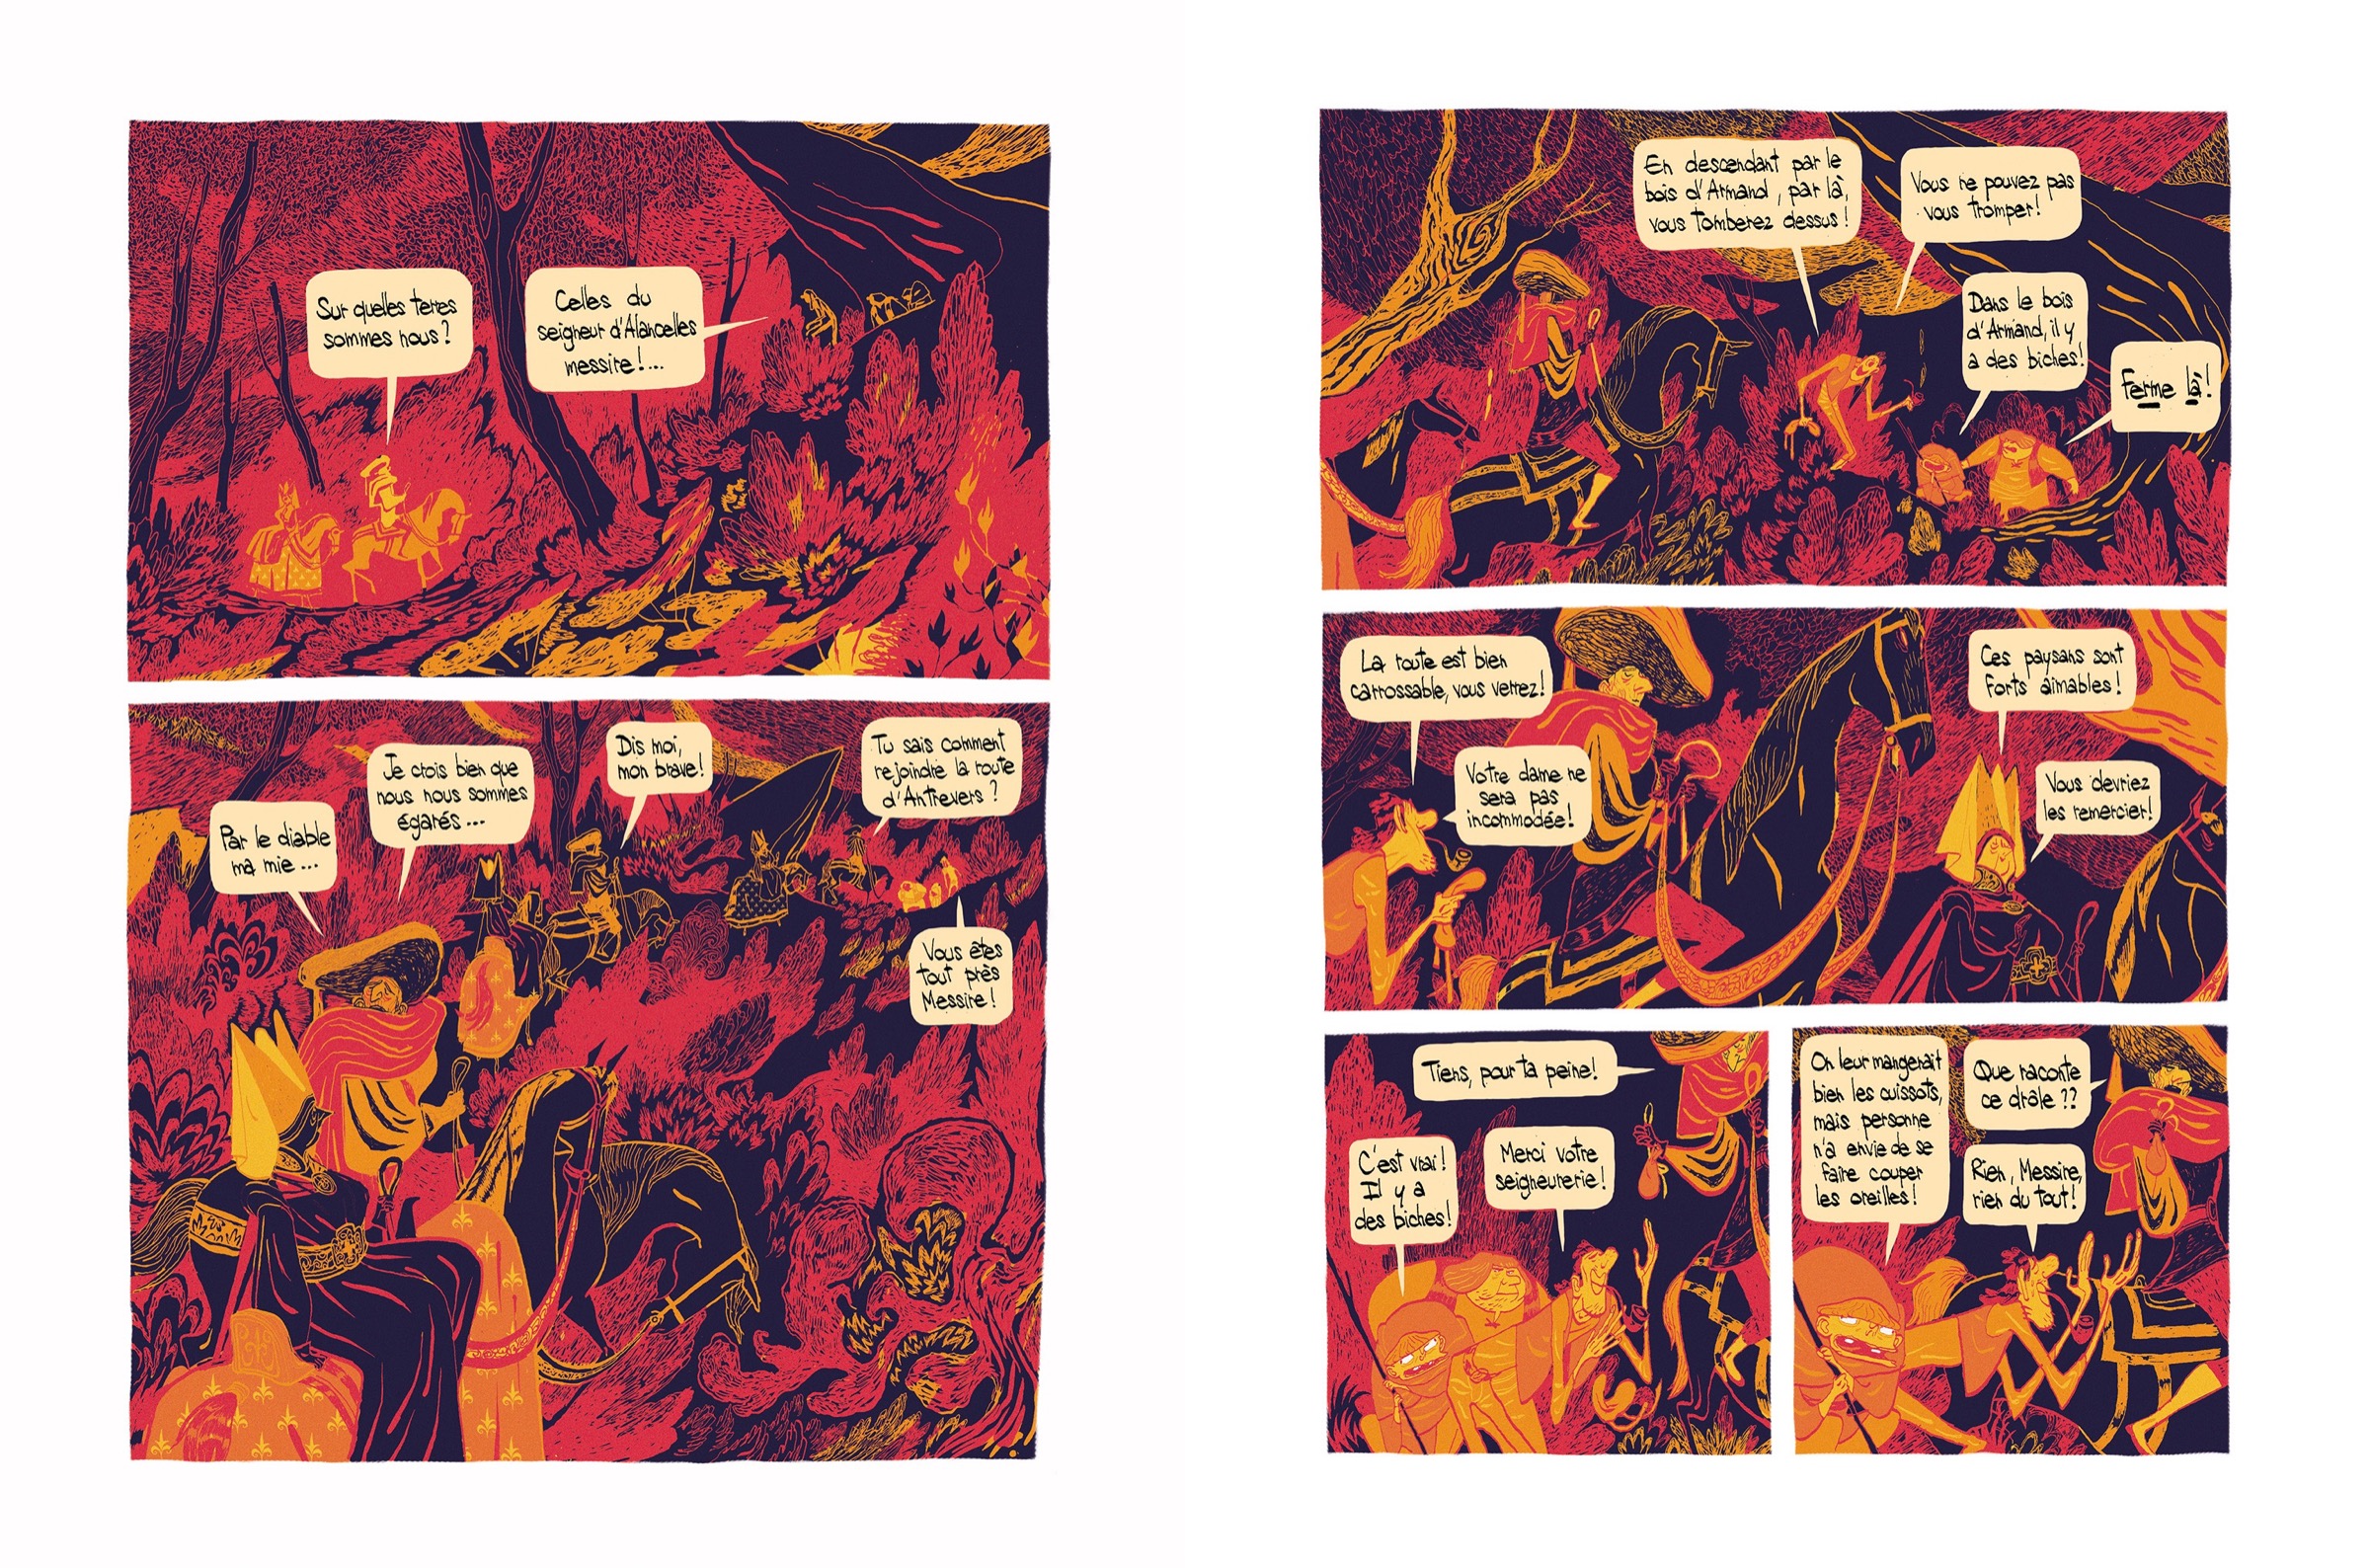 Sur quelles terres
sommes nous ?
Celles du
seigneur d'Alancelles
messire !...
Par le diable
ma mie ...
Je crois bien que
nous nous sommes
égarés ...
Dis moi,
mon brave !
Tu sais comment
rejoindre la route
d'Antrevers ?
Vous êtes
tout près
Messire !
En descendant par le
bois d'Armand, par là,
vous tomberez dessus !
Vous ne pouvez pas
vous tromper !
Dans le bois
d'Armand, il y
a des biches !
Ferme là !
La route est bien
carrossable, vous verrez !
Votre dame ne
sera pas
incommodée !
Ces paysans sont
forts aimables !
Vous devriez
les remercier !
Tiens, pour ta peine !
C'est vrai !
Il y a
des biches !
Merci votre
seigneurerie !
On leur mangerait
bien les cuissots,
mais personne
n'a envie de se
faire couper
les oreilles !
Que raconte
ce drâle ??
Rien, Messire,
rien du tout !